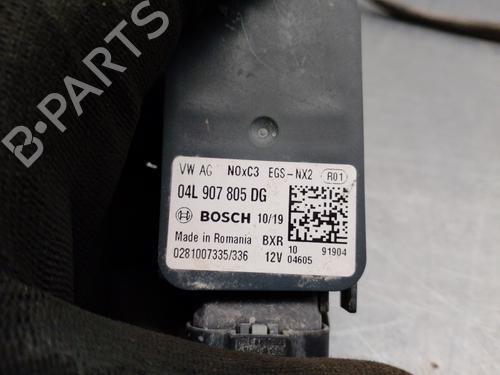 B-PARTS
VW AG NOxC3 EGS-NX2 R01
04L 907 805 DG
BOSCH 10/19
Made in Romania BXR 10 91904
0281007335/336 12V 04605